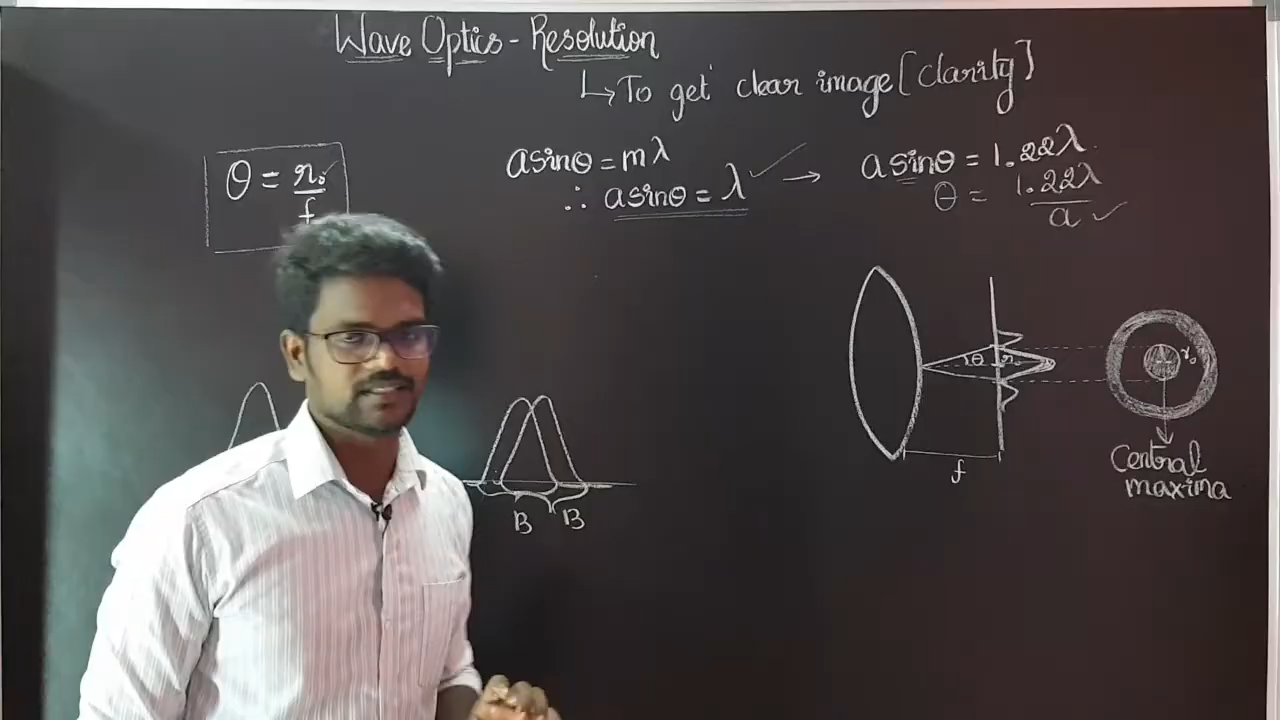 Wave Optics - Resolution
↳ To get clear image [Clarity]
θ = r₀/f
a sinθ = mλ
∴ a sinθ = λ ✓ →
a sinθ = 1.22λ
θ = 1.22λ/a ✓
θ r₀
r₀
f
Central
maxima
B B